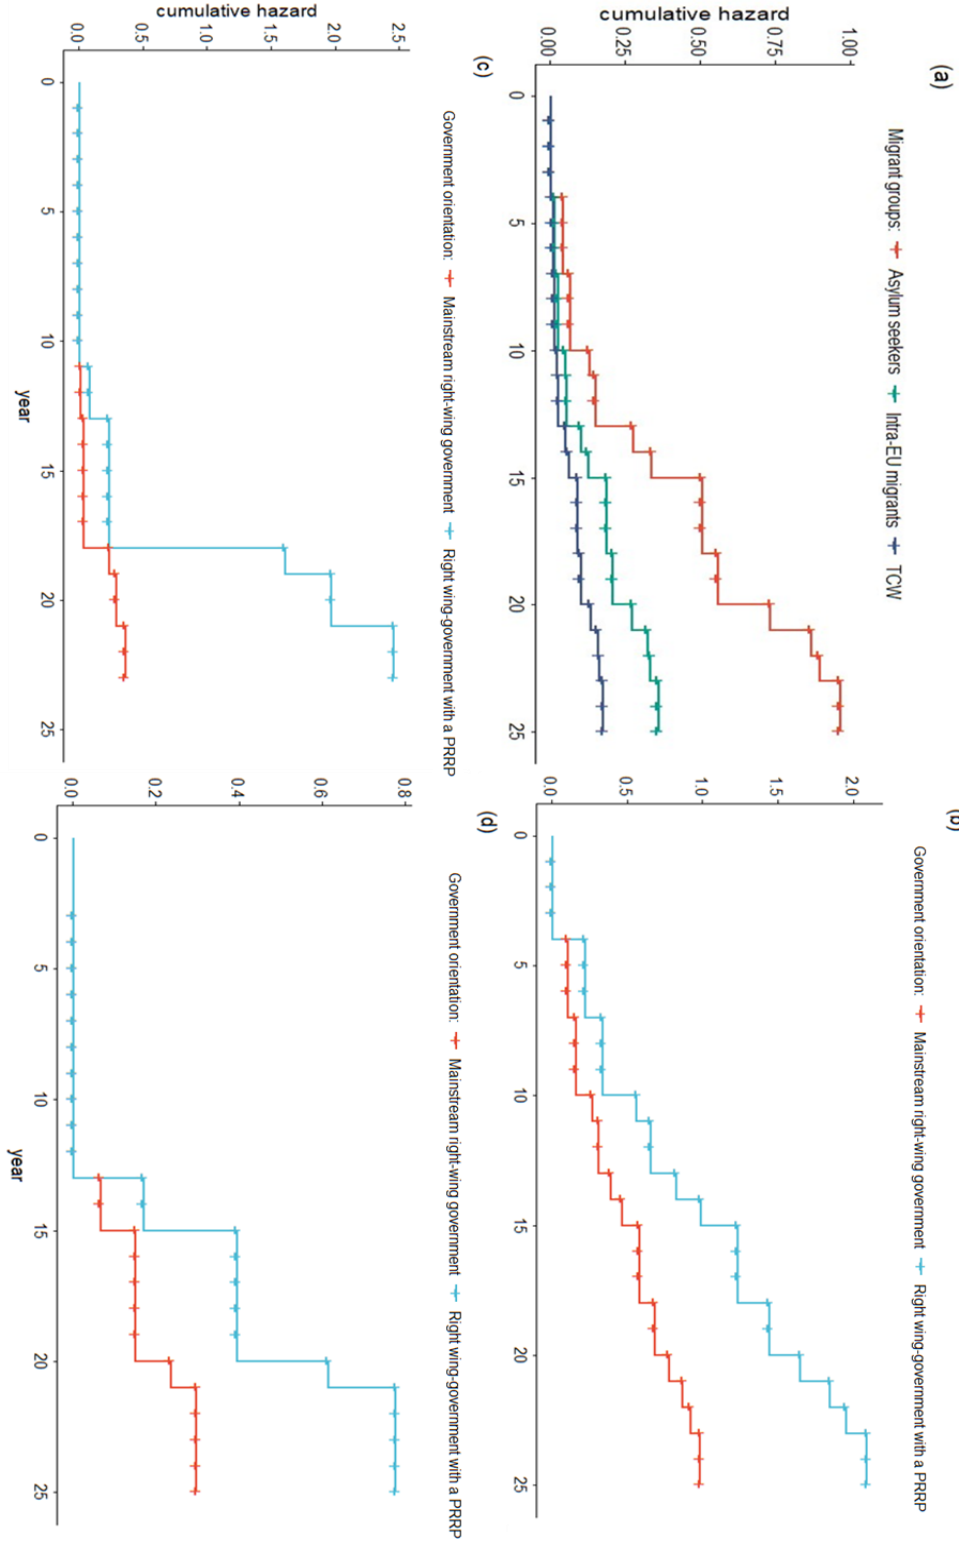 (a)
Migrant groups: Asylum seekers Intra-EU migrants TCW
cumulative hazard
1.00
0.75
0.50
0.25
0.00
0 5 10 15 20 25
(b)
Government orientation: Mainstream right-wing government Right wing-government with a PRRP
2.0
1.5
1.0
0.5
0.0
0 5 10 15 20 25
(c)
Government orientation: Mainstream right-wing government Right wing-government with a PRRP
cumulative hazard
2.5
2.0
1.5
1.0
0.5
0.0
0 5 10 15 20 25
year
(d)
Government orientation: Mainstream right-wing government Right wing-government with a PRRP
0.8
0.6
0.4
0.2
0.0
0 5 10 15 20 25
year